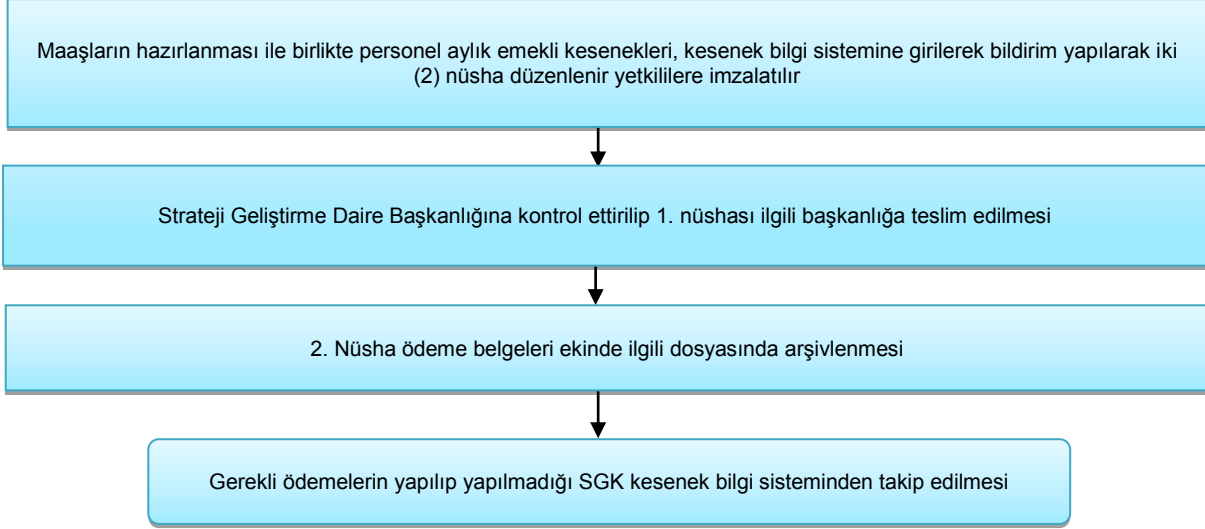 Maaşların hazırlanması ile birlikte personel aylık emekli kesenekleri, kesenek bilgi sistemine girilerek bildirim yapılarak iki
(2) nüsha düzenlenir yetkililere imzalatılır
Strateji Geliştirme Daire Başkanlığına kontrol ettirilip 1. nüshası ilgili başkanlığa teslim edilmesi
2. Nüsha ödeme belgeleri ekinde ilgili dosyasında arşivlenmesi
Gerekli ödemelerin yapılıp yapılmadığı SGK kesenek bilgi sisteminden takip edilmesi